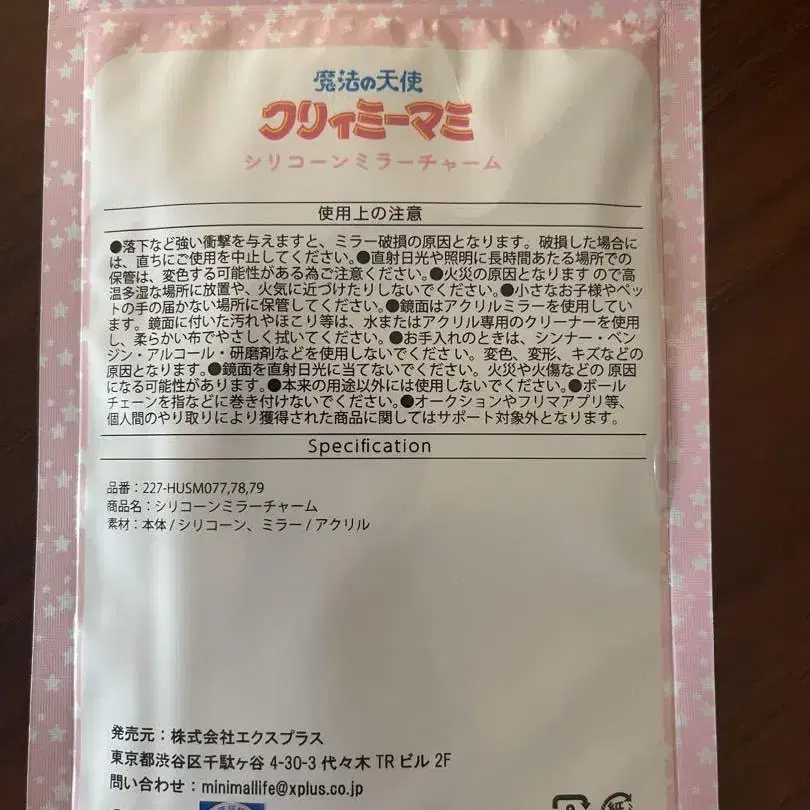 魔法の天使
クリィミーマミ
シリコーンミラーチャーム
使用上の注意
●落下など強い衝撃を与えますと、ミラー破損の原因となります。破損した場合に
は、直ちにご使用を中止してください。●直射日光や照明に長時間あたる場所での
保管は、変色する可能性がある為ご注意ください。●火災の原因となります ので高
温多湿な場所に放置や、火気に近づけたりしないでください。●小さなお子様やペッ
トの手の届かない場所に保管してください。●鏡面はアクリルミラーを使用してい
ます。鏡面に付いた汚れやほこり等は、水またはアクリル専用のクリーナーを使用
し、柔らかい布でやさしく拭いてください。●お手入れのときは、シンナー・ベン
ジン・アルコール・研磨剤などを使用しないでくださ い。変色、変形、キズなどの
原因となります。●鏡面を直射日光に当てないでください。火災や火傷などの 原因
になる可能性があります。●本来の用途以外には使用しないでください。●ボール
チェーンを指などに巻き付けないでください。●オークションやフリマアプリ等、
個人間のやり取りにより獲得された商品に関してはサポート対象外となります。
Specification
品番：227-HUSM077,78,79
商品名：シリコーンミラーチャーム
素材：本体 / シリコーン、ミラー / アクリル
発売元：株式会社エクスプラス
東京都渋谷区千駄ヶ谷 4-30-3 代々木 TR ビル 2F
問い合わせ：minimallife@xplus.co.jp